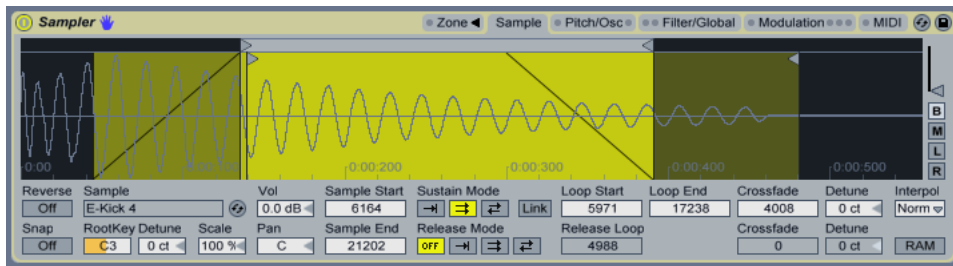 Sampler Zone Sample Pitch/Osc Filter/Global Modulation MIDI
B
M
L
R
0:00 0:00:100 0:00:200 0:00:300 0:00:400 0:00:500
Reverse Sample Vol Sample Start Sustain Mode Loop Start Loop End Crossfade Detune Interpol
Off E-Kick 4 0.0 dB 6164 Link 5971 17238 4008 0 ct Norm
Snap RootKey Detune Scale Pan Sample End Release Mode Release Loop Crossfade Detune
Off C3 0 ct 100 % C 21202 OFF 4988 0 0 ct RAM